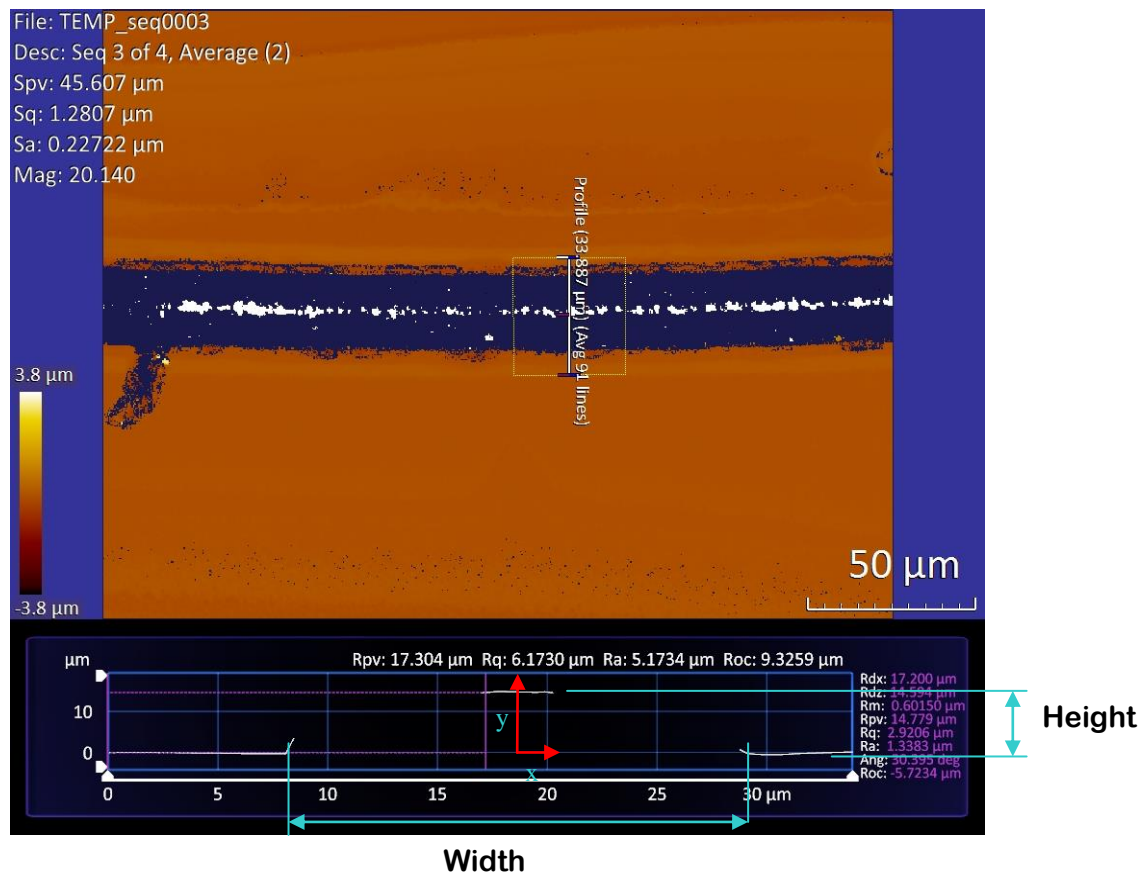 File: TEMP_seq0003
Desc: Seq 3 of 4, Average (2)
Spv: 45.607 µm
Sq: 1.2807 µm
Sa: 0.22722 µm
Mag: 20.140
Profile (33.887 µm) (Avg 91 lines)
3.8 µm
-3.8 µm
50 µm
µm
Rpv: 17.304 µm Rq: 6.1730 µm Ra: 5.1734 µm Roc: 9.3259 µm
10
0
Rdx: 17.200 µm
Rdz: 14.594 µm
Rm: 0.60150 µm
Rpv: 14.779 µm
Rq: 2.9206 µm
Ra: 1.3383 µm
Ang: 30.395 deg
Roc: -5.7234 µm
y
x
Height
0 5 10 15 20 25 30 µm
Width